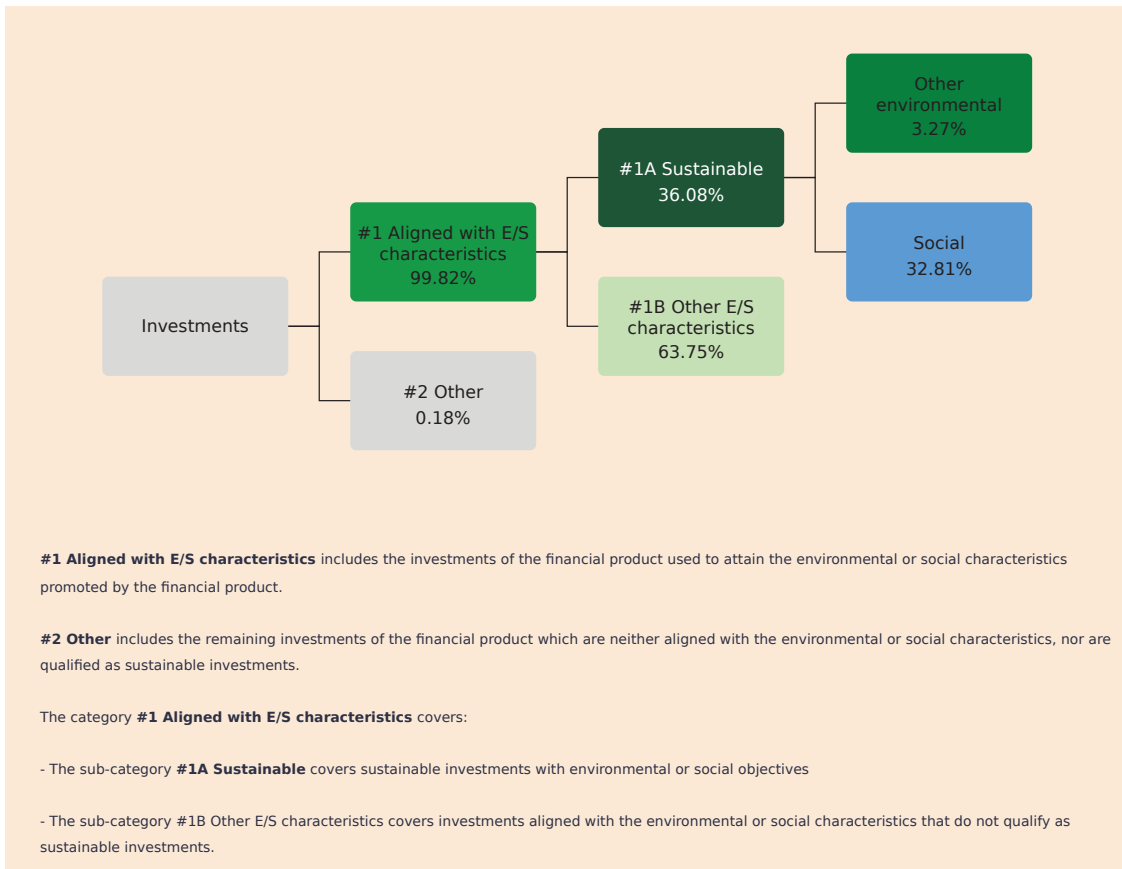 Other
environmental
3.27%
#1A Sustainable
36.08%
#1 Aligned with E/S
characteristics
99.82%
Social
32.81%
Investments
#1B Other E/S
characteristics
63.75%
#2 Other
0.18%
#1 Aligned with E/S characteristics includes the investments of the financial product used to attain the environmental or social characteristics
promoted by the financial product.
#2 Other includes the remaining investments of the financial product which are neither aligned with the environmental or social characteristics, nor are
qualified as sustainable investments.
The category #1 Aligned with E/S characteristics covers:
- The sub-category #1A Sustainable covers sustainable investments with environmental or social objectives
- The sub-category #1B Other E/S characteristics covers investments aligned with the environmental or social characteristics that do not qualify as
sustainable investments.